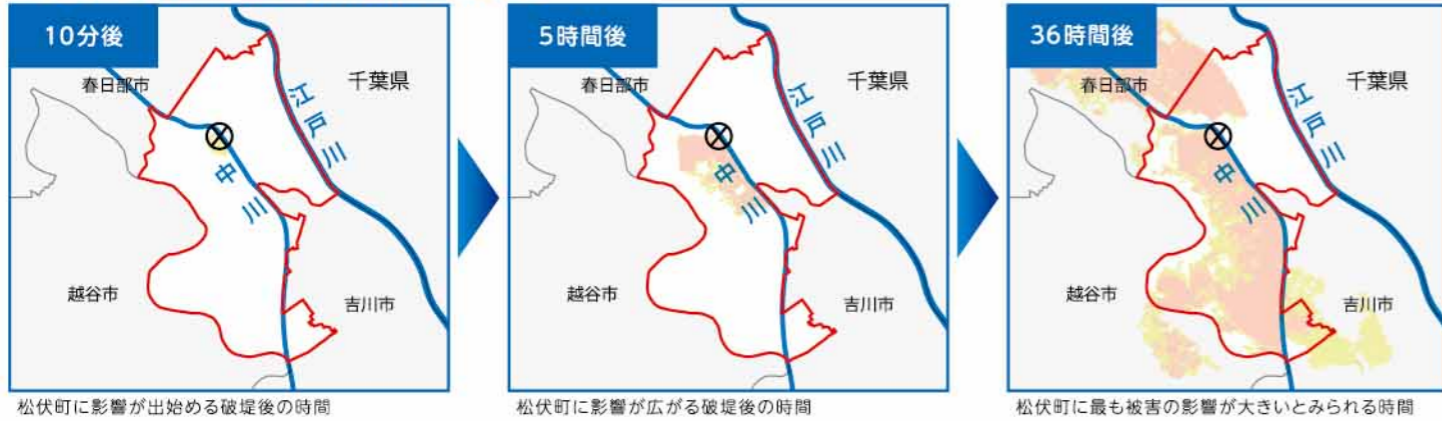 10分後
春日部市
千葉県
江戸川
中川
越谷市
吉川市
松伏町に影響が出始める破堤後の時間
5時間後
春日部市
千葉県
江戸川
中川
越谷市
吉川市
松伏町に影響が広がる破堤後の時間
36時間後
春日部市
千葉県
江戸川
中川
越谷市
吉川市
松伏町に最も被害の影響が大きいとみられる時間